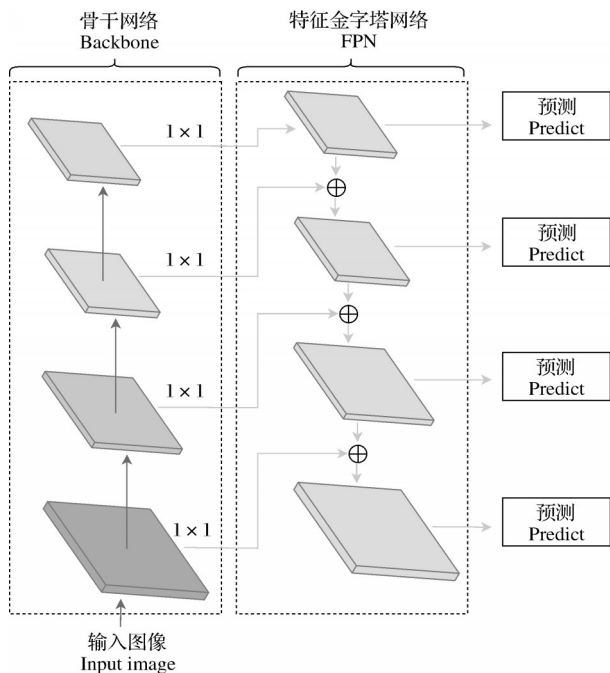 骨干网络
Backbone
特征金字塔网络
FPN
1 × 1
预测
Predict
1 × 1
预测
Predict
1 × 1
预测
Predict
1 × 1
预测
Predict
输入图像
Input image